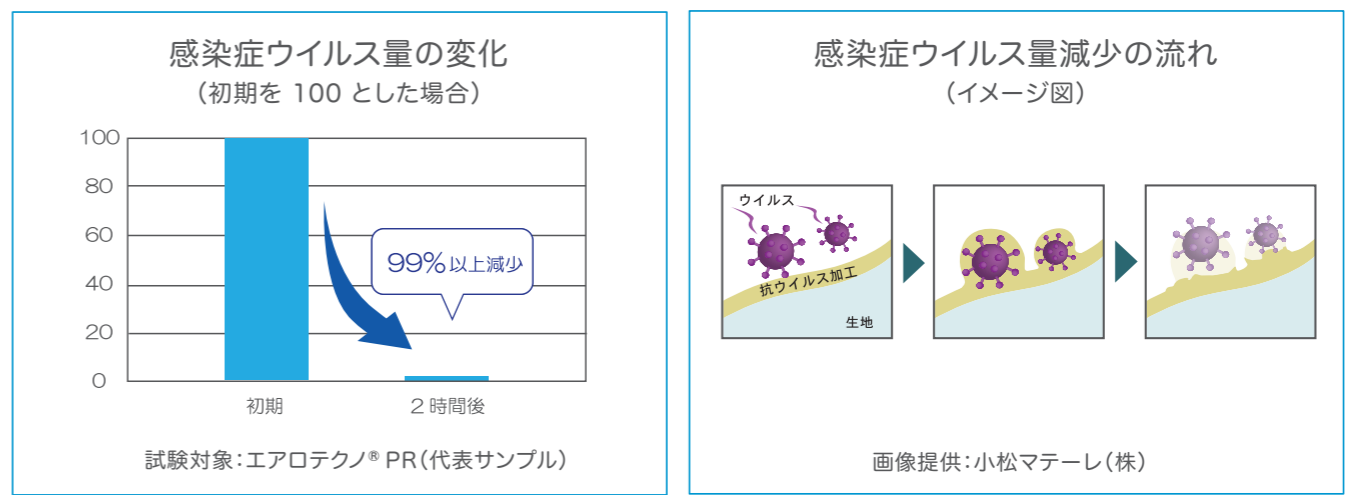 感染症ウイルス量の変化
（初期を 100 とした場合）
100
80
60
40
20
0
99%以上減少
初期
2 時間後
試験対象：エアロテクノ® PR（代表サンプル）
感染症ウイルス量減少の流れ
（イメージ図）
ウイルス
抗ウイルス加工
生地
画像提供：小松マテーレ（株）